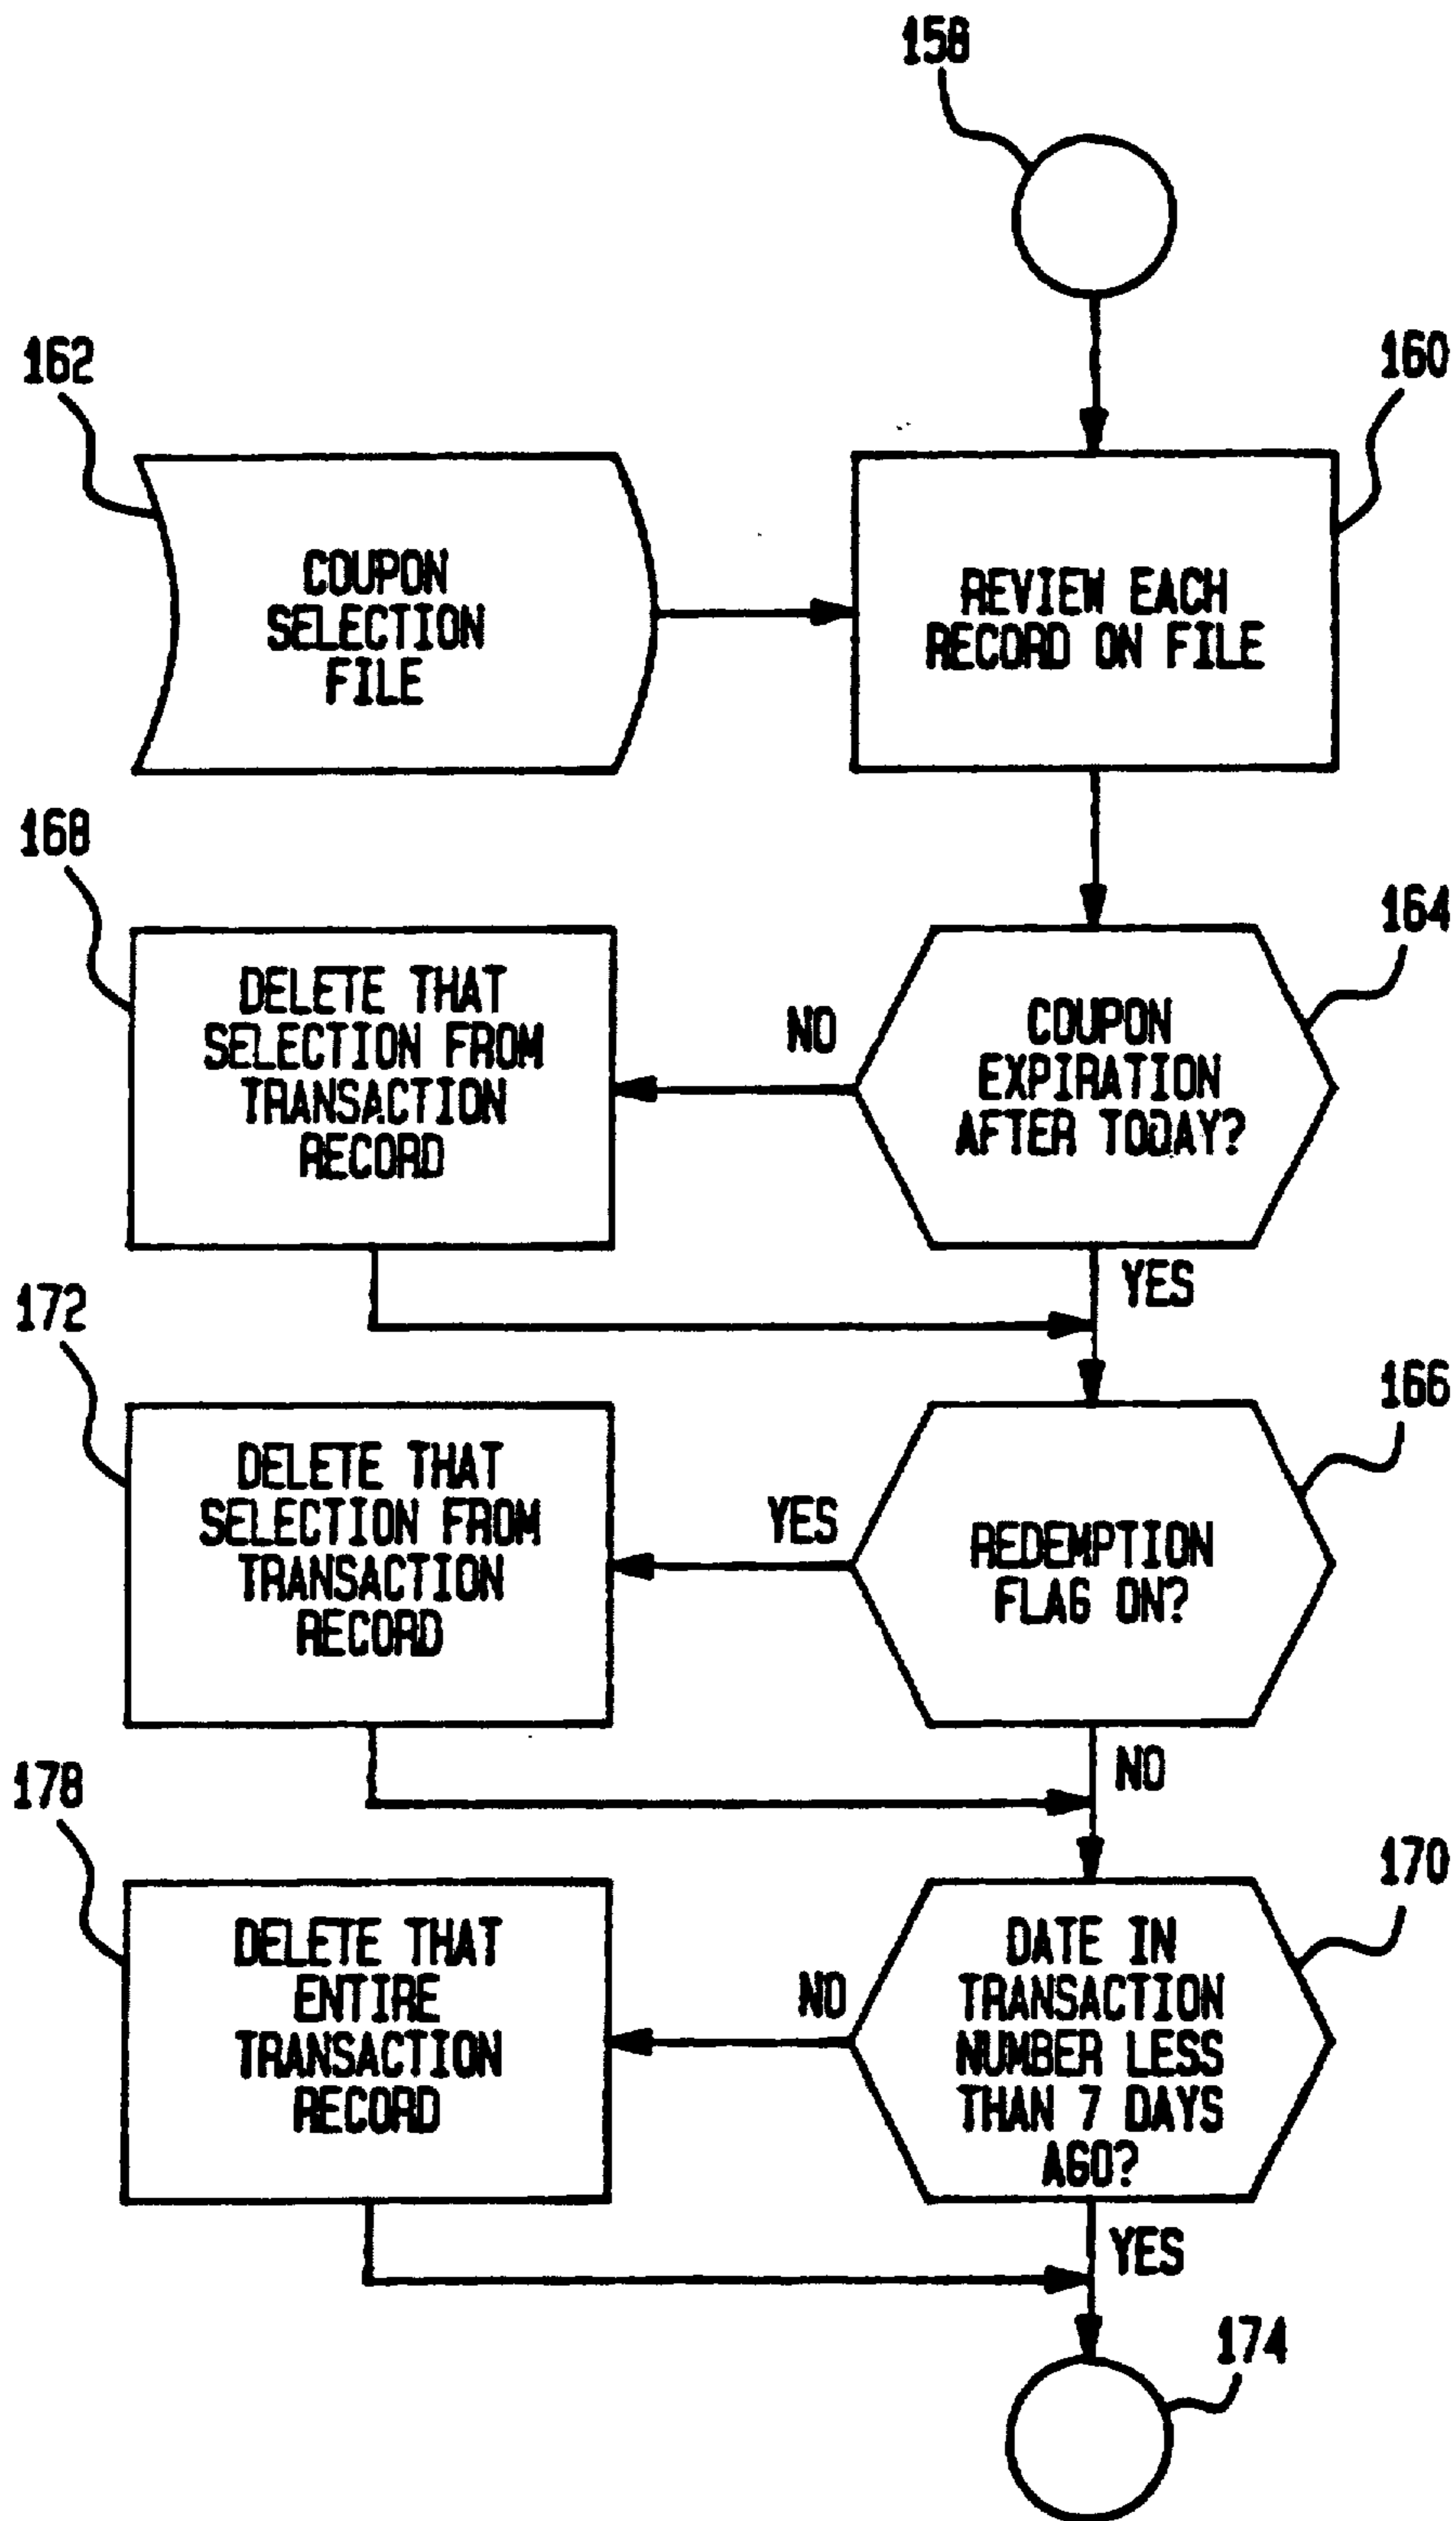 158
162
160
COUPON
SELECTION
FILE
REVIEW EACH
RECORD ON FILE
168
164
DELETE THAT
SELECTION FROM
TRANSACTION
RECORD
NO
COUPON
EXPIRATION
AFTER TODAY?
YES
172
166
DELETE THAT
SELECTION FROM
TRANSACTION
RECORD
YES
REDEMPTION
FLAG ON?
NO
178
170
DELETE THAT
ENTIRE
TRANSACTION
RECORD
NO
DATE IN
TRANSACTION
NUMBER LESS
THAN 7 DAYS
AGO?
YES
174